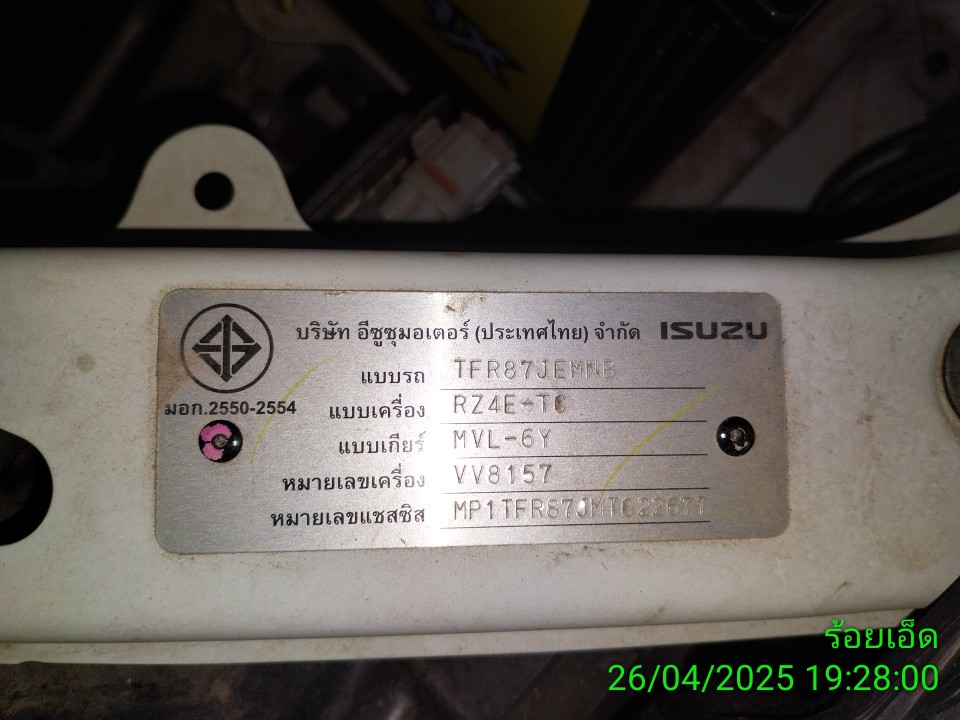 บริษัท อีซูซุมอเตอร์ (ประเทศไทย) จำกัด ISUZU
แบบรถ TFR87JEMNB
มอก.2550-2554
แบบเครื่อง RZ4E-TC
แบบเกียร์ MVL-6Y
หมายเลขเครื่อง VV8157
หมายเลขแชสซิส
ร้อยเอ็ด
26/04/2025 19:28:00